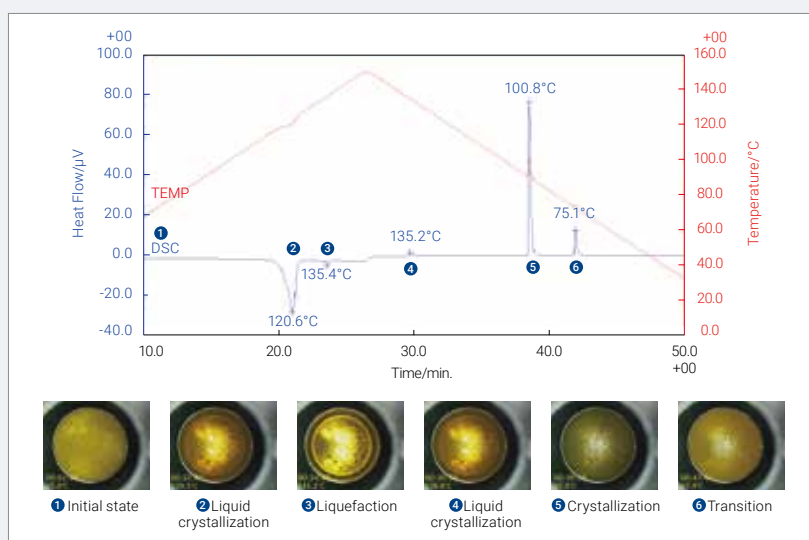 +00
+00
100.0
160.0
80.0
140.0
60.0
120.0
40.0
100.0
20.0
80.0
0.0
60.0
-20.0
40.0
-40.0
20.0
0.0
Heat Flow/µV
Temperature/°C
TEMP
1
DSC
2
3
135.4°C
120.6°C
135.2°C
4
100.8°C
5
75.1°C
6
10.0
20.0
30.0
40.0
50.0
+00
Time/min.
1 Initial state
2 Liquid
crystallization
3 Liquefaction
4 Liquid
crystallization
5 Crystallization
6 Transition